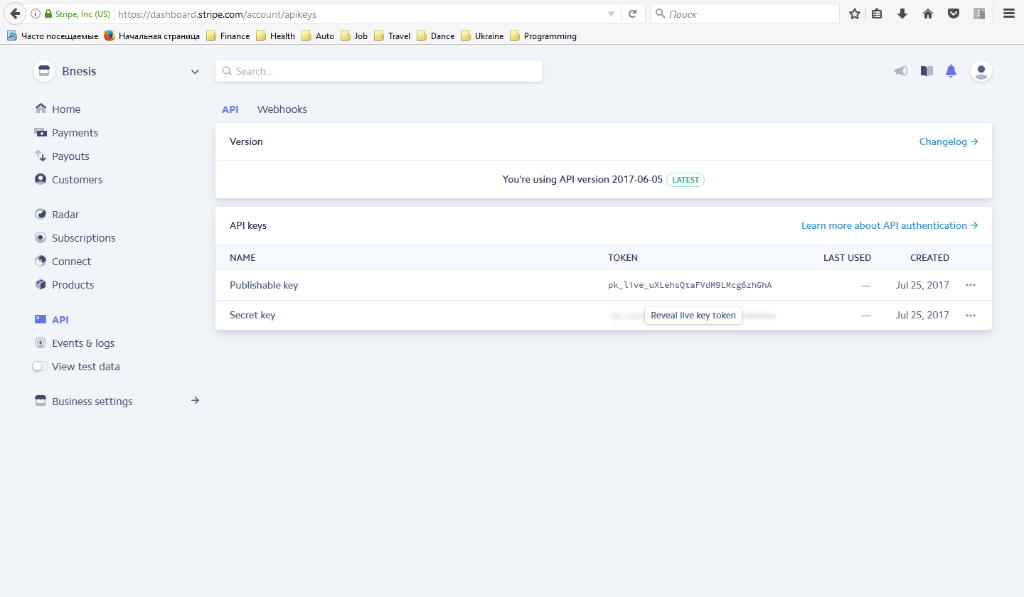 Stripe, Inc (US) https://dashboard.stripe.com/account/apikeys Поиск
Часто посещаемые Начальная страница Finance Health Auto Job Travel Dance Ukraine Programming
Bnesis
Search...
Home
Payments
Payouts
Customers
Radar
Subscriptions
Connect
Products
API
Events & logs
View test data
Business settings
API Webhooks
Version Changelog
You're using API version 2017-06-05 LATEST
API keys Learn more about API authentication
NAME TOKEN LAST USED CREATED
Publishable key pk_live_uXLehsQtaFVdM9LMcg6zhGhA — Jul 25, 2017
Secret key Reveal live key token — Jul 25, 2017